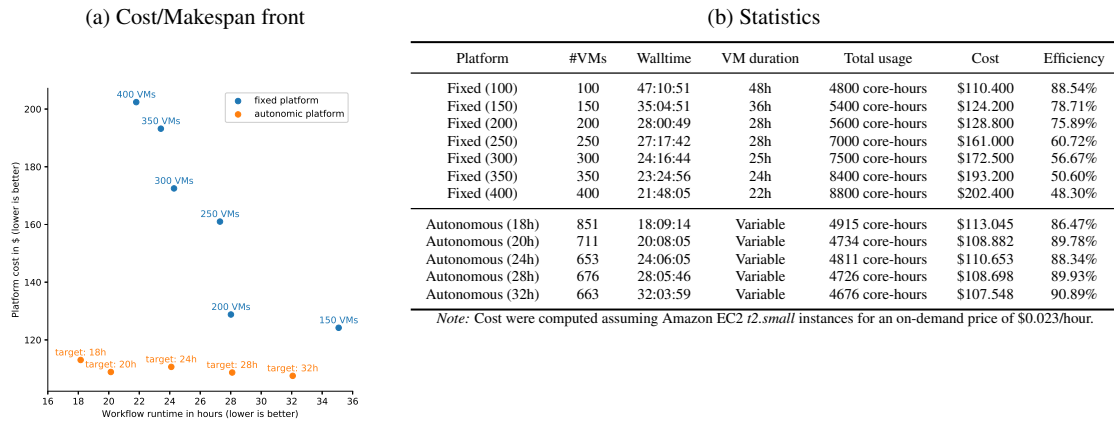 (a) Cost/Makespan front
400 VMs
350 VMs
300 VMs
250 VMs
200 VMs
150 VMs
target: 18h
target: 20h
target: 24h
target: 28h
target: 32h
fixed platform
autonomic platform
200
180
160
140
120
Platform cost in $ (lower is better)
16 18 20 22 24 26 28 30 32 34 36
Workflow runtime in hours (lower is better)
(b) Statistics
Platform #VMs Walltime VM duration Total usage Cost Efficiency
Fixed (100) 100 47:10:51 48h 4800 core-hours $110.400 88.54%
Fixed (150) 150 35:04:51 36h 5400 core-hours $124.200 78.71%
Fixed (200) 200 28:00:49 28h 5600 core-hours $128.800 75.89%
Fixed (250) 250 27:17:42 28h 7000 core-hours $161.000 60.72%
Fixed (300) 300 24:16:44 25h 7500 core-hours $172.500 56.67%
Fixed (350) 350 23:24:56 24h 8400 core-hours $193.200 50.60%
Fixed (400) 400 21:48:05 22h 8800 core-hours $202.400 48.30%
Autonomous (18h) 851 18:09:14 Variable 4915 core-hours $113.045 86.47%
Autonomous (20h) 711 20:08:05 Variable 4734 core-hours $108.882 89.78%
Autonomous (24h) 653 24:06:05 Variable 4811 core-hours $110.653 88.34%
Autonomous (28h) 676 28:05:46 Variable 4726 core-hours $108.698 89.93%
Autonomous (32h) 663 32:03:59 Variable 4676 core-hours $107.548 90.89%
Note: Cost were computed assuming Amazon EC2 t2.small instances for an on-demand price of $0.023/hour.